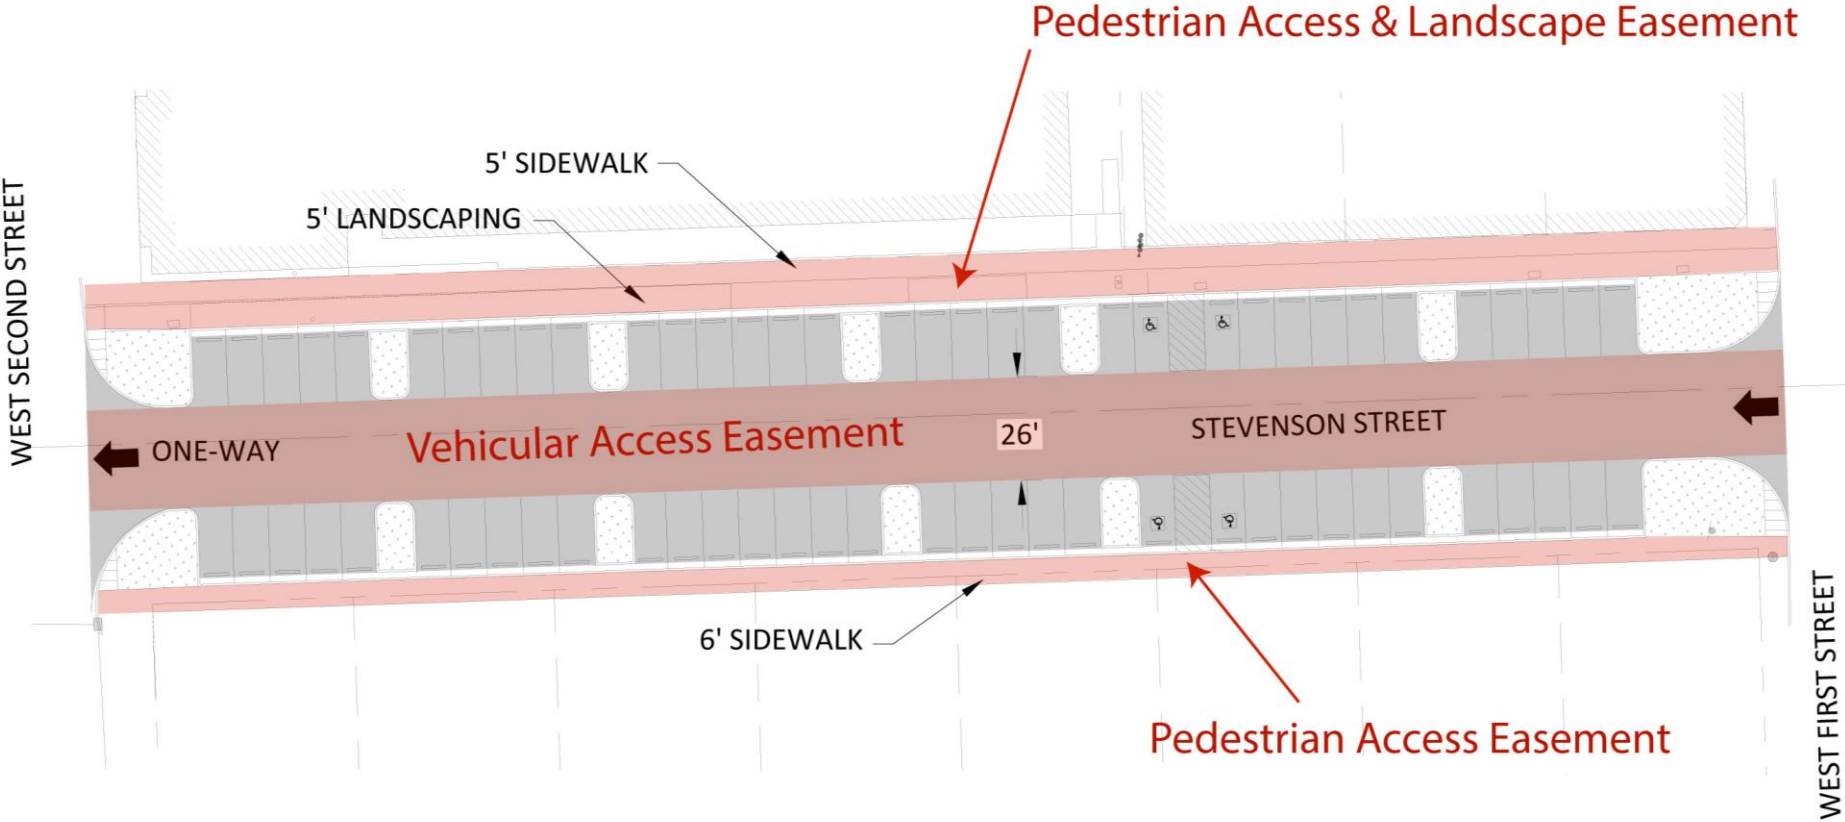 Pedestrian Access & Landscape Easement
5' SIDEWALK
5' LANDSCAPING
WEST SECOND STREET
ONE-WAY
Vehicular Access Easement
26'
STEVENSON STREET
6' SIDEWALK
Pedestrian Access Easement
WEST FIRST STREET